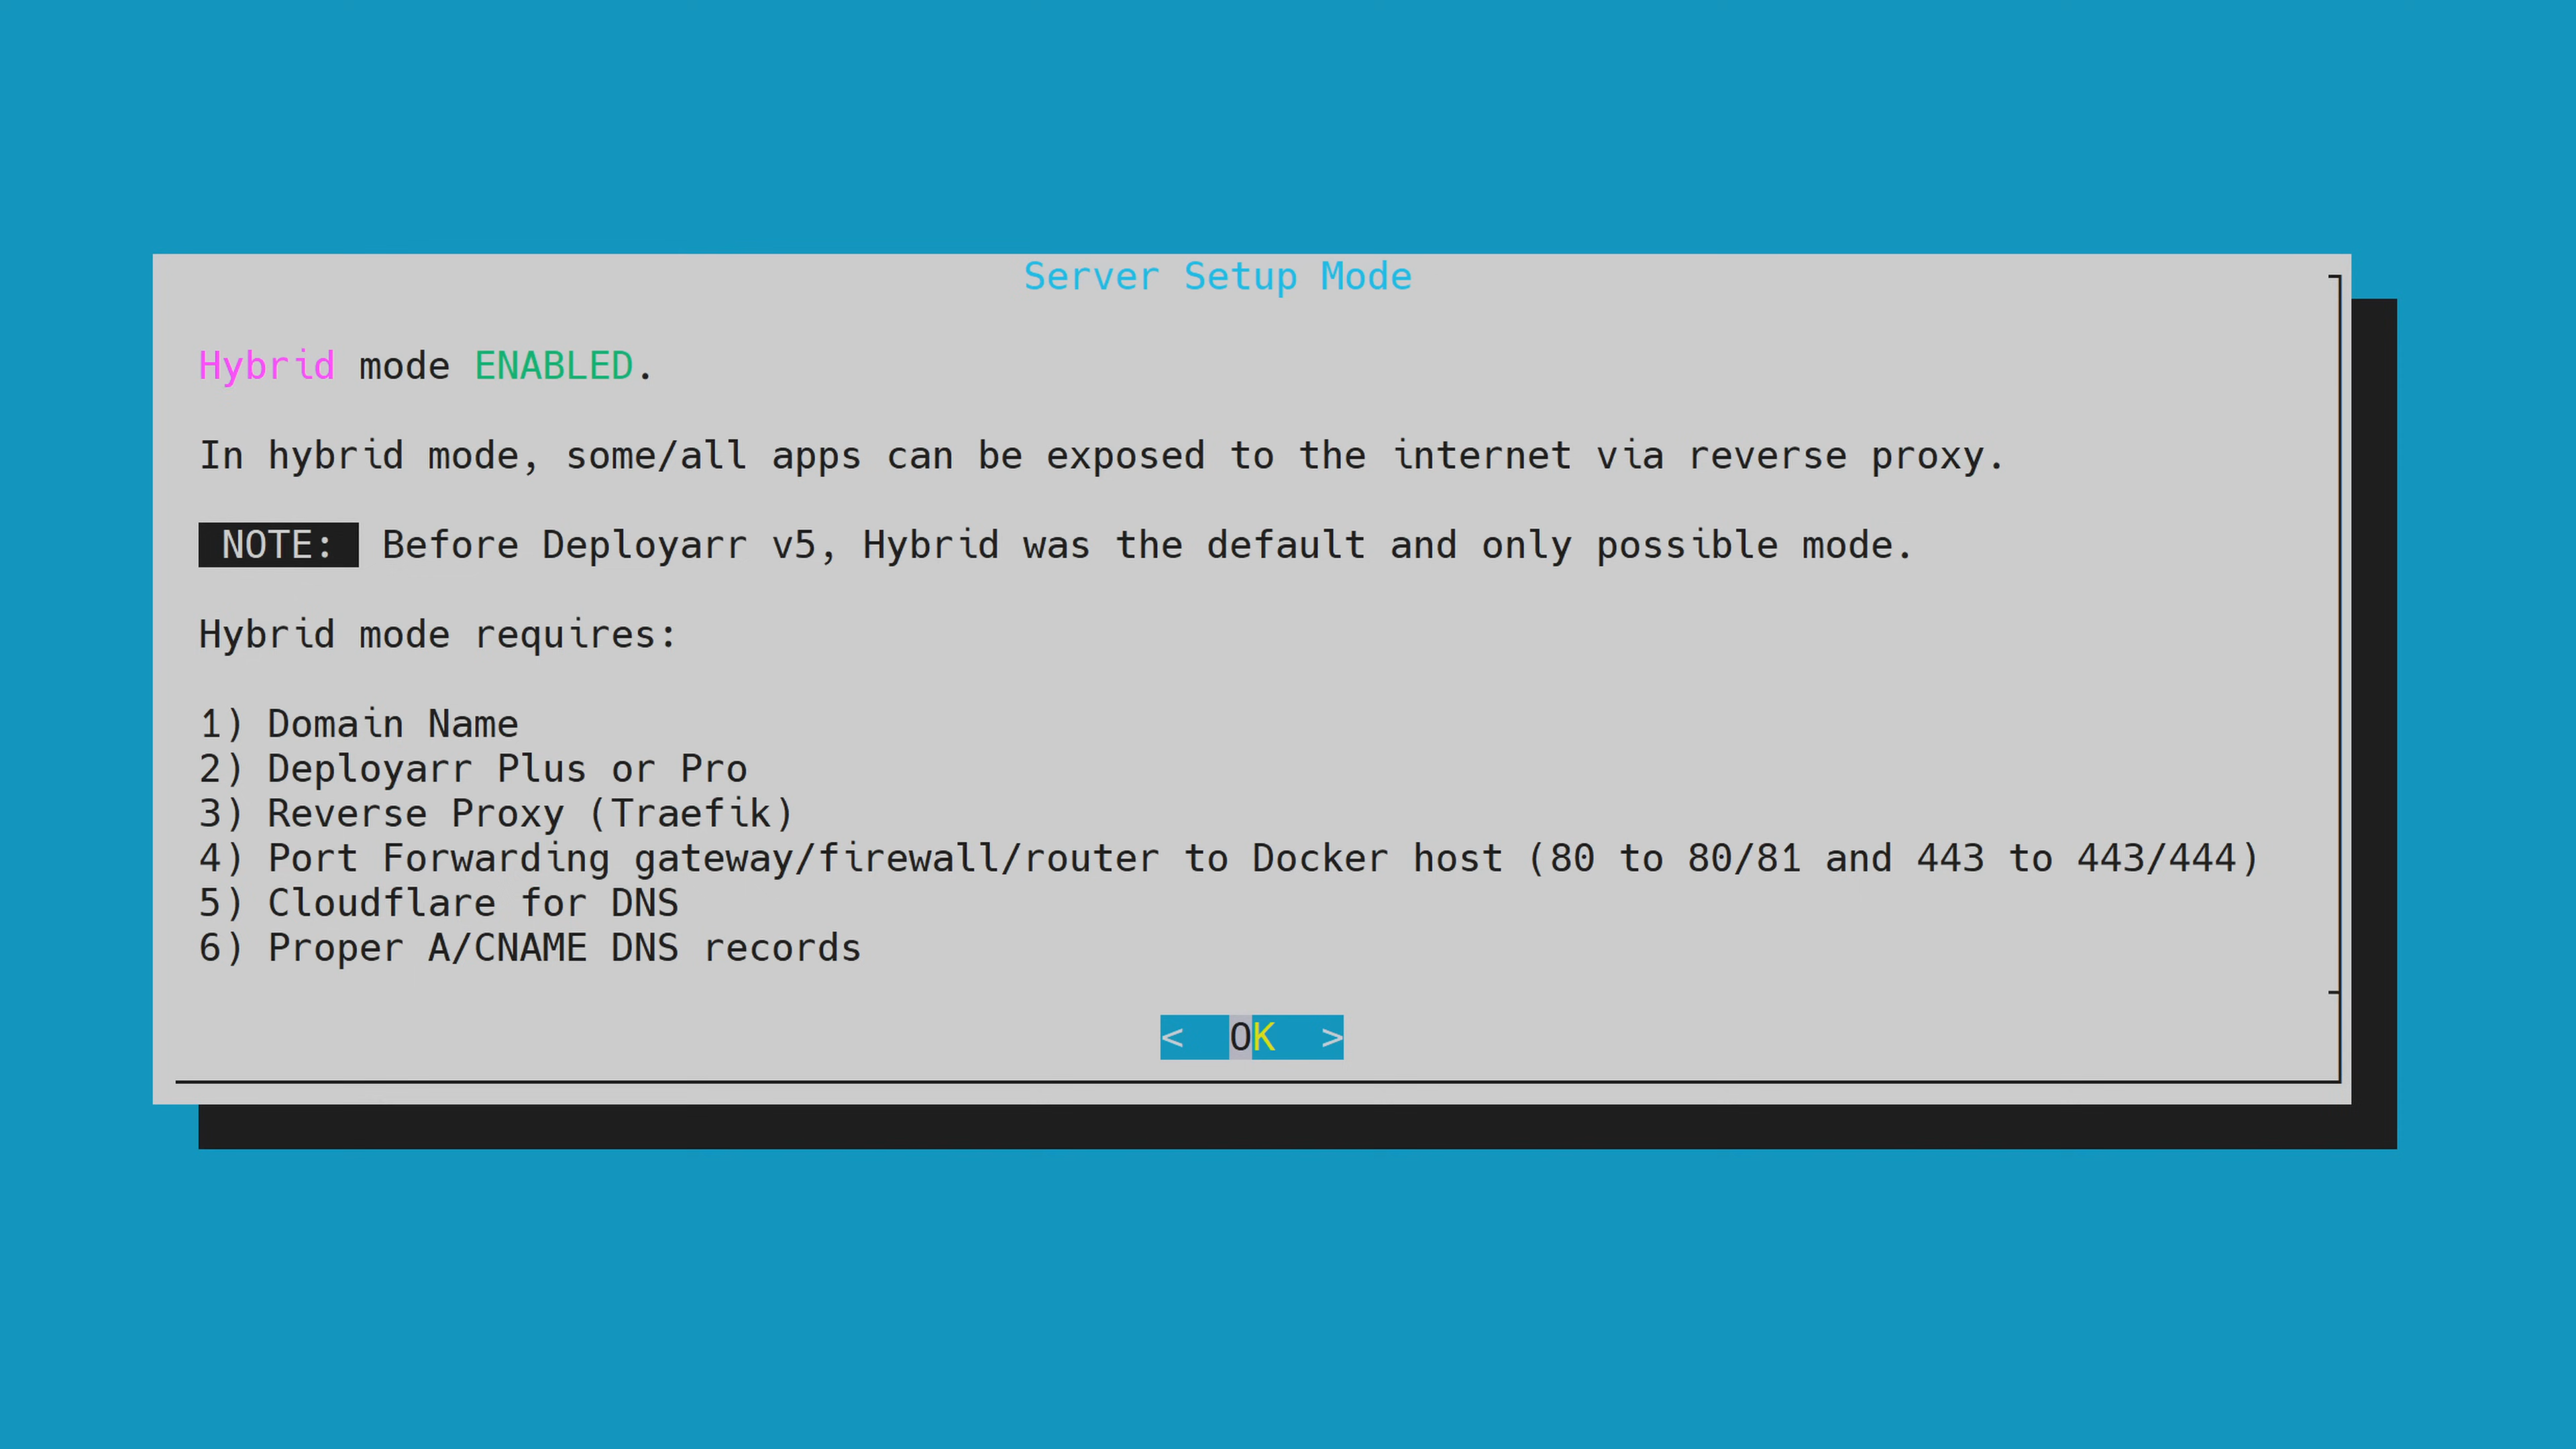 Server Setup Mode
Hybrid mode ENABLED.
In hybrid mode, some/all apps can be exposed to the internet via reverse proxy.
NOTE: Before Deployarr v5, Hybrid was the default and only possible mode.
Hybrid mode requires:
1) Domain Name
2) Deployarr Plus or Pro
3) Reverse Proxy (Traefik)
4) Port Forwarding gateway/firewall/router to Docker host (80 to 80/81 and 443 to 443/444)
5) Cloudflare for DNS
6) Proper A/CNAME DNS records
<  OK  >